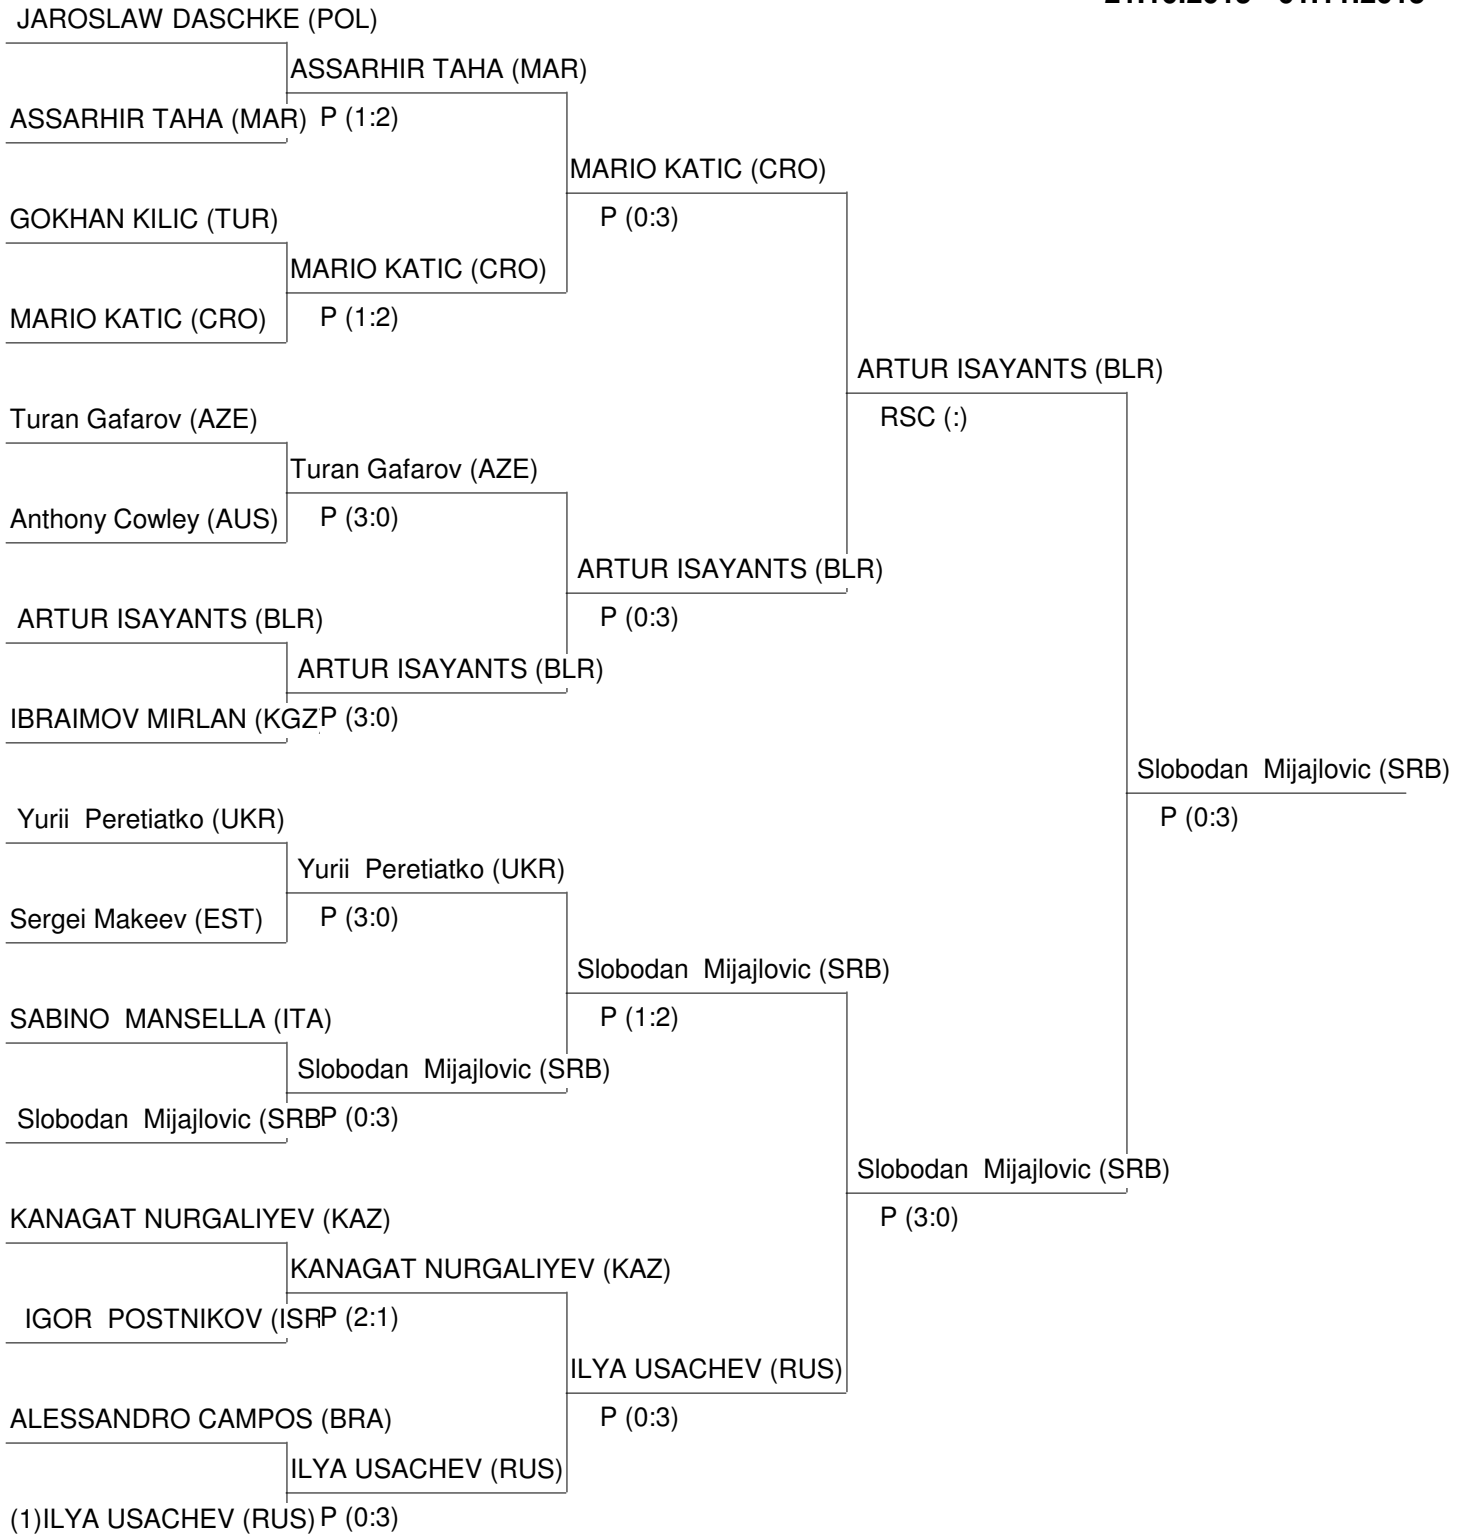 JAROSLAW DASCHKE (POL)
ASSARHIR TAHA (MAR)
ASSARHIR TAHA (MAR) P (1:2)
MARIO KATIC (CRO)
GOKHAN KILIC (TUR)
P (0:3)
MARIO KATIC (CRO)
MARIO KATIC (CRO) P (1:2)
ARTUR ISAYANTS (BLR)
Turan Gafarov (AZE)
RSC (:)
Turan Gafarov (AZE)
Anthony Cowley (AUS) P (3:0)
ARTUR ISAYANTS (BLR)
ARTUR ISAYANTS (BLR)
P (0:3)
ARTUR ISAYANTS (BLR)
IBRAIMOV MIRLAN (KGZ P (3:0)
Slobodan Mijajlovic (SRB)
Yurii Peretiatko (UKR)
P (0:3)
Yurii Peretiatko (UKR)
Sergei Makeev (EST) P (3:0)
Slobodan Mijajlovic (SRB)
SABINO MANSELLA (ITA)
P (1:2)
Slobodan Mijajlovic (SRB)
Slobodan Mijajlovic (SRB P (0:3)
Slobodan Mijajlovic (SRB)
KANAGAT NURGALIYEV (KAZ)
P (3:0)
KANAGAT NURGALIYEV (KAZ)
IGOR POSTNIKOV (ISR P (2:1)
ILYA USACHEV (RUS)
ALESSANDRO CAMPOS (BRA)
P (0:3)
ILYA USACHEV (RUS)
(1)ILYA USACHEV (RUS) P (0:3)